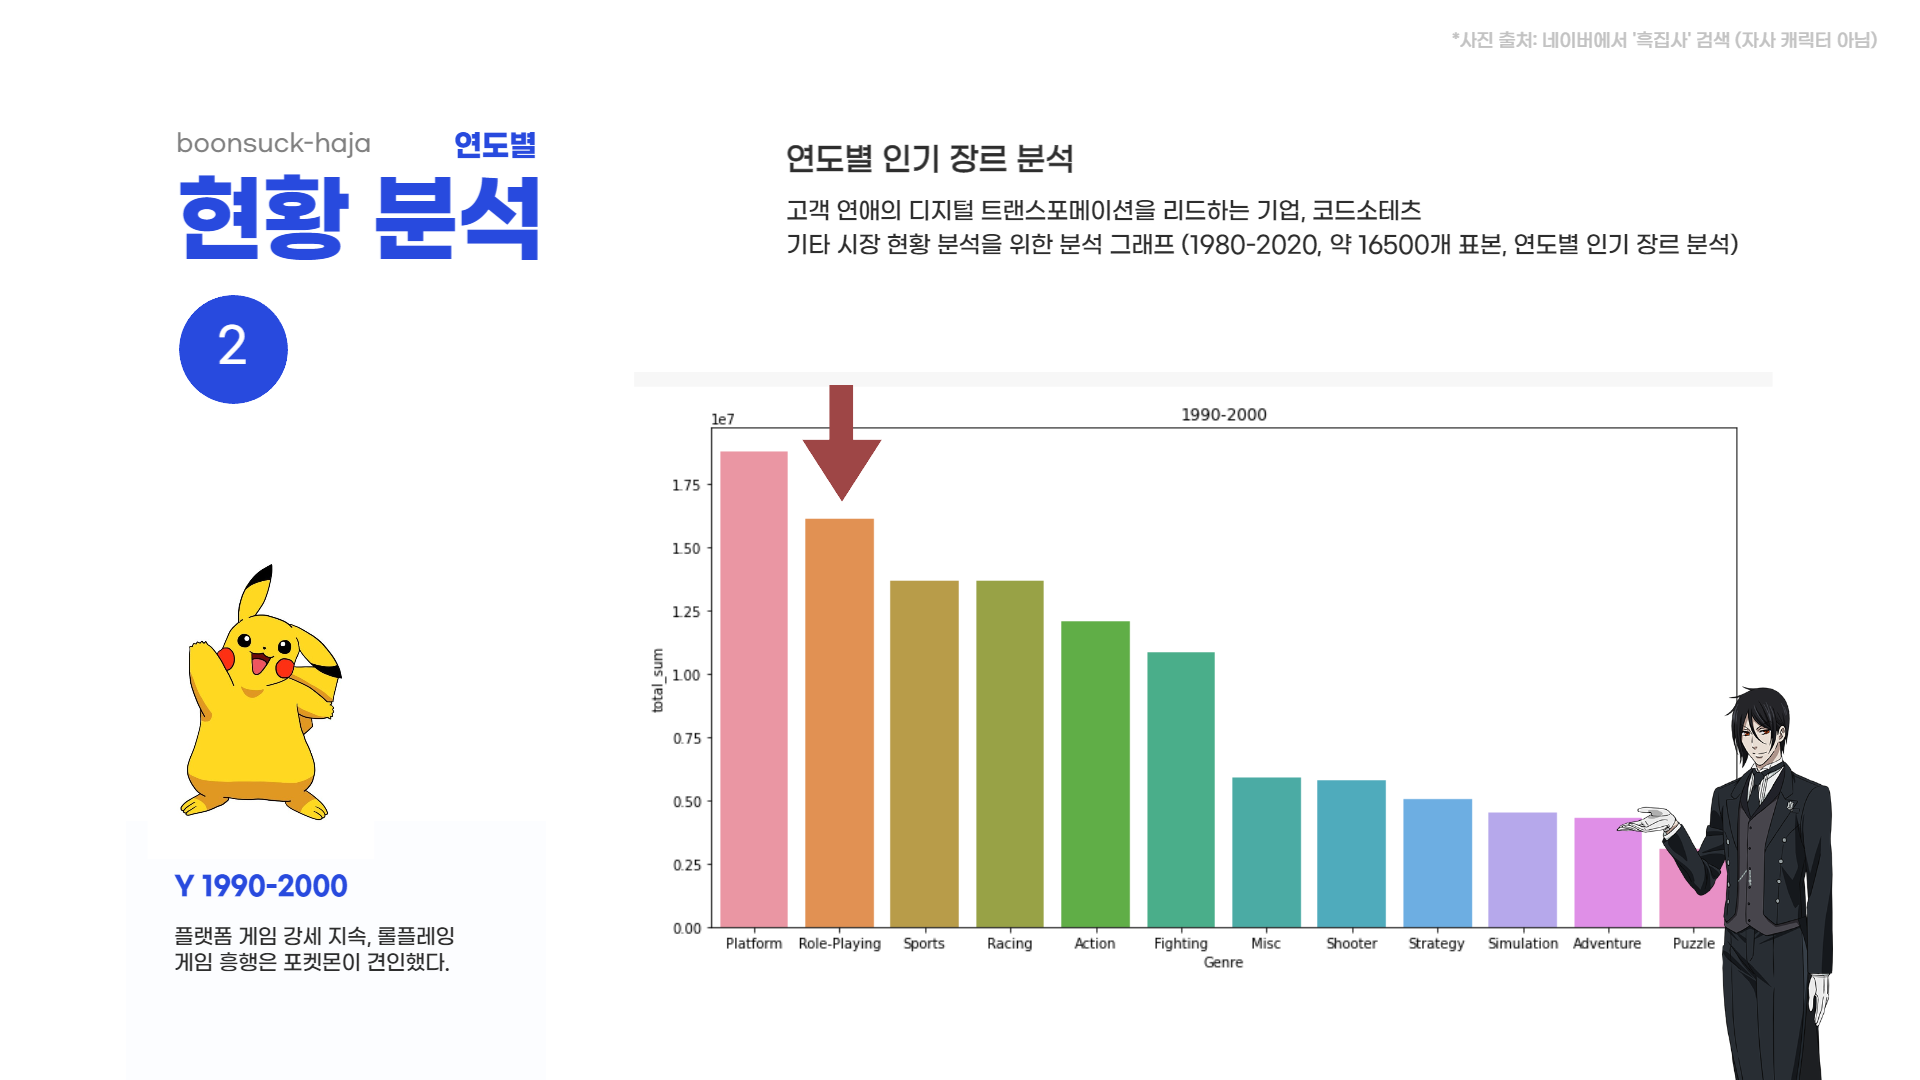 *사진 출처: 네이버에서 '흑집사' 검색 (자사 캐릭터 아님)
boonsuck-haja
연도별
현황 분석
2
연도별 인기 장르 분석
고객 연애의 디지털 트랜스포메이션을 리드하는 기업, 코드소테츠
기타 시장 현황 분석을 위한 분석 그래프 (1980-2020, 약 16500개 표본, 연도별 인기 장르 분석)
1e7
1990-2000
1.75
1.50
1.25
1.00
0.75
0.50
0.25
0.00
total_sum
Platform Role-Playing Sports Racing Action Fighting Misc Shooter Strategy Simulation Adventure Puzzle
Genre
Y 1990-2000
플랫폼 게임 강세 지속, 롤플레잉
게임 흥행은 포켓몬이 견인했다.